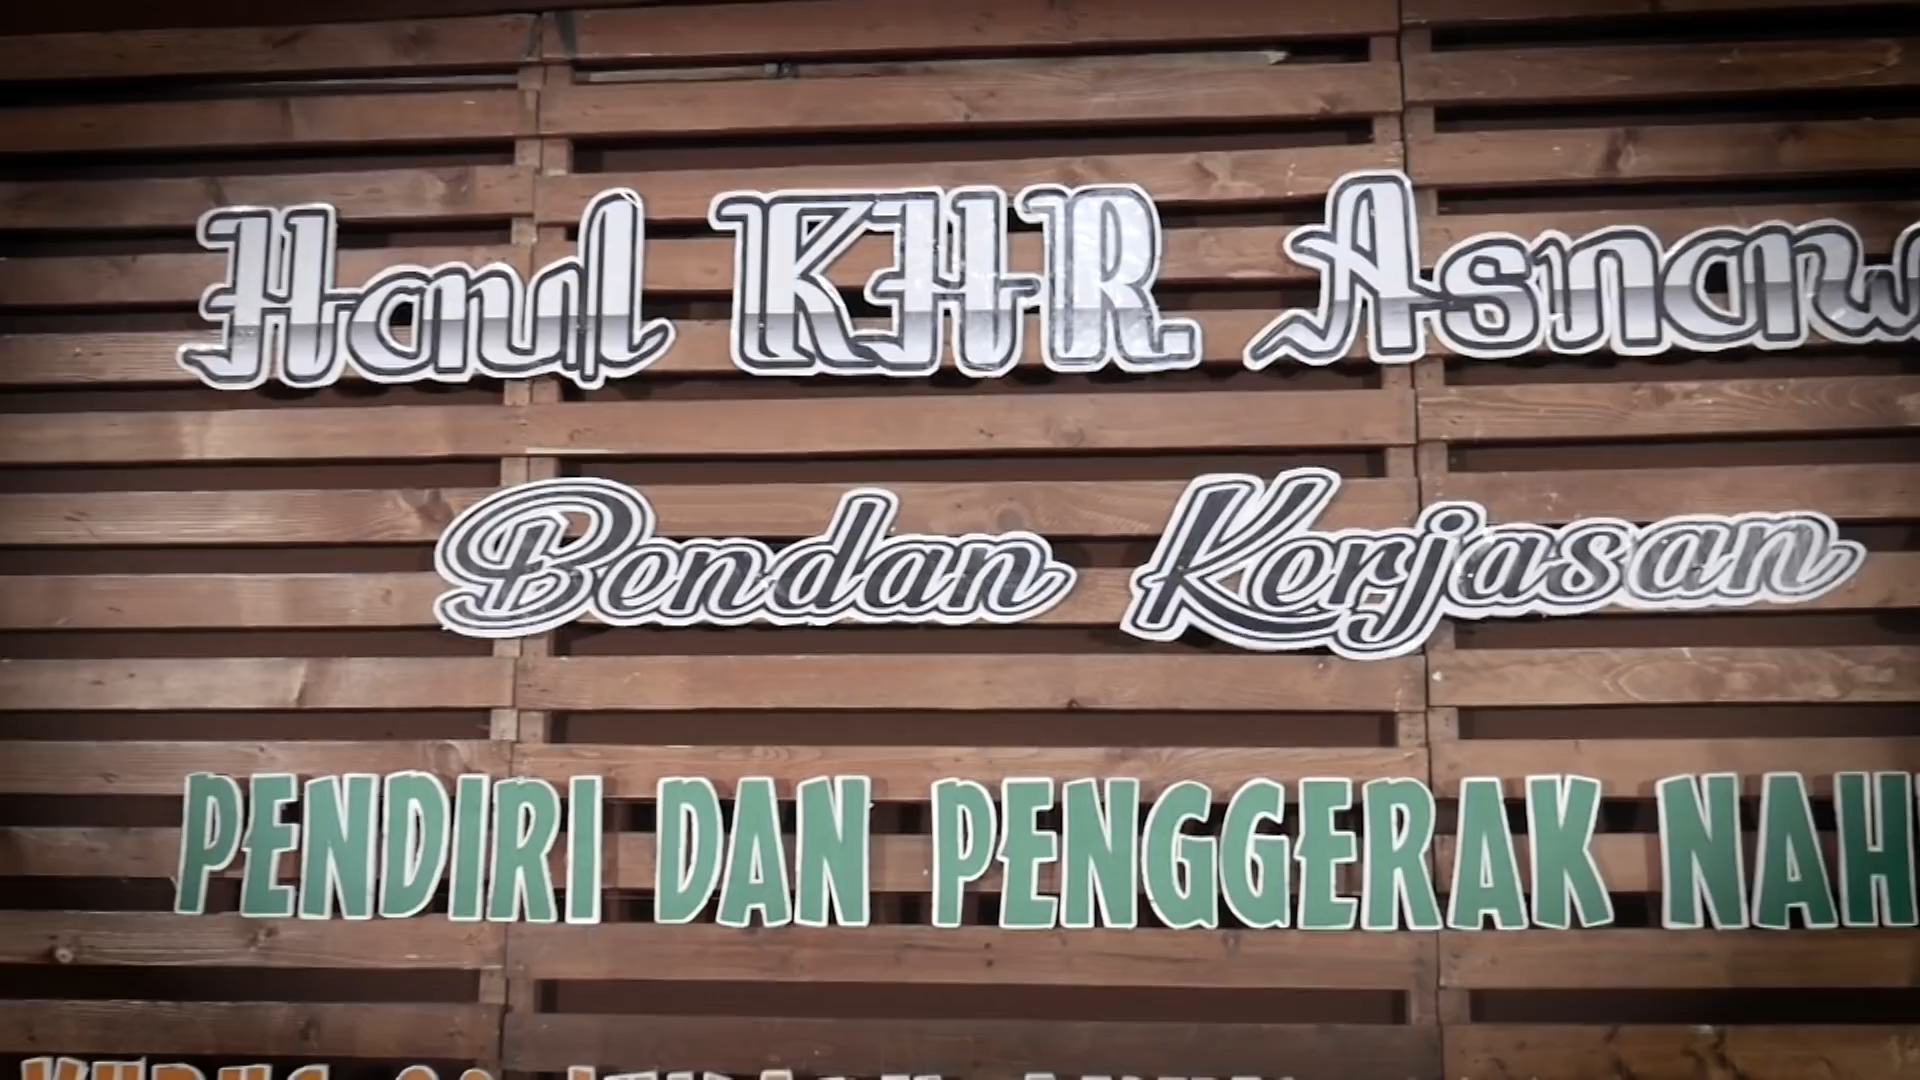 Haul KHR Asnaw
Bendan Kerjasan
PENDIRI DAN PENGGERAK NAH